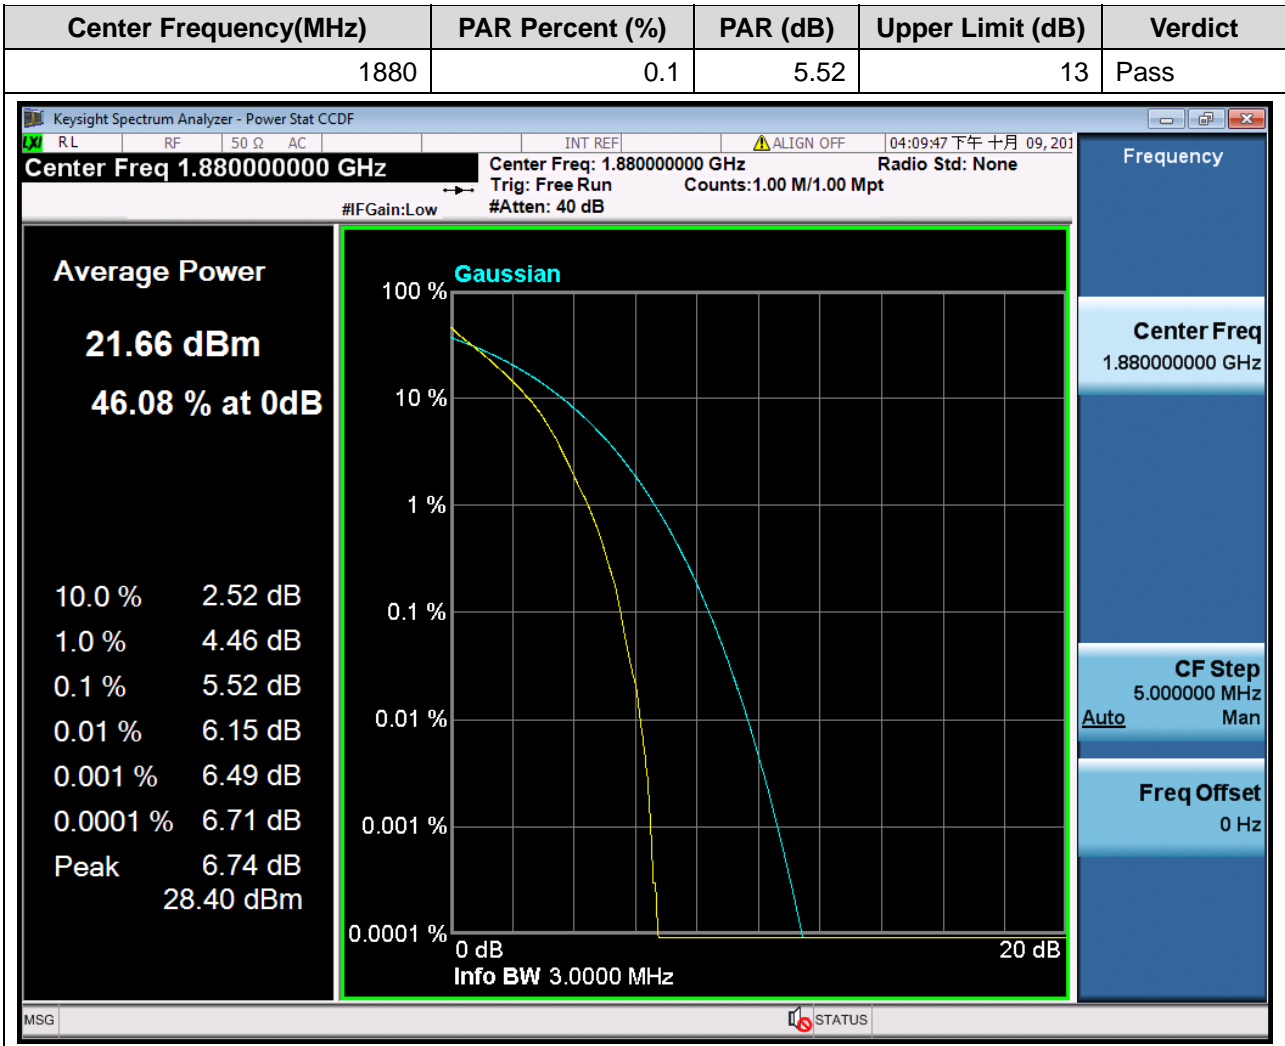 Center Frequency(MHz) PAR Percent (%) PAR (dB) Upper Limit (dB) Verdict
1880 0.1 5.52 13 Pass
Keysight Spectrum Analyzer - Power Stat CCDF
LXI RL RF 50 Ω AC INT REF ALIGN OFF 04:09:47 下午 十月 09, 201
Center Freq 1.880000000 GHz
Center Freq: 1.880000000 GHz Radio Std: None
Trig: Free Run Counts:1.00 M/1.00 Mpt
#IFGain:Low #Atten: 40 dB
Frequency
Average Power
21.66 dBm
46.08 % at 0dB
10.0 % 2.52 dB
1.0 % 4.46 dB
0.1 % 5.52 dB
0.01 % 6.15 dB
0.001 % 6.49 dB
0.0001 % 6.71 dB
Peak 6.74 dB
28.40 dBm
Gaussian
100 %
10 %
1 %
0.1 %
0.01 %
0.001 %
0.0001 %
0 dB 20 dB
Info BW 3.0000 MHz
Center Freq
1.880000000 GHz
CF Step
5.000000 MHz
Auto Man
Freq Offset
0 Hz
MSG STATUS